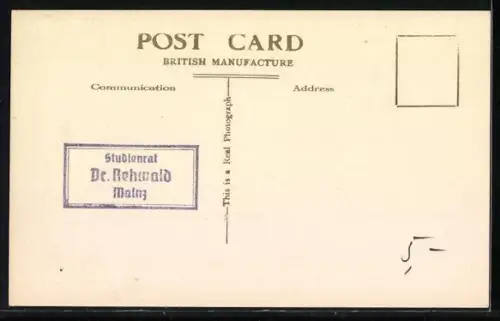 POST CARD
BRITISH MANUFACTURE
Communication
Address
This is a Real Photograph
Studienrat
Dr. Rehwald
Mainz
5,-